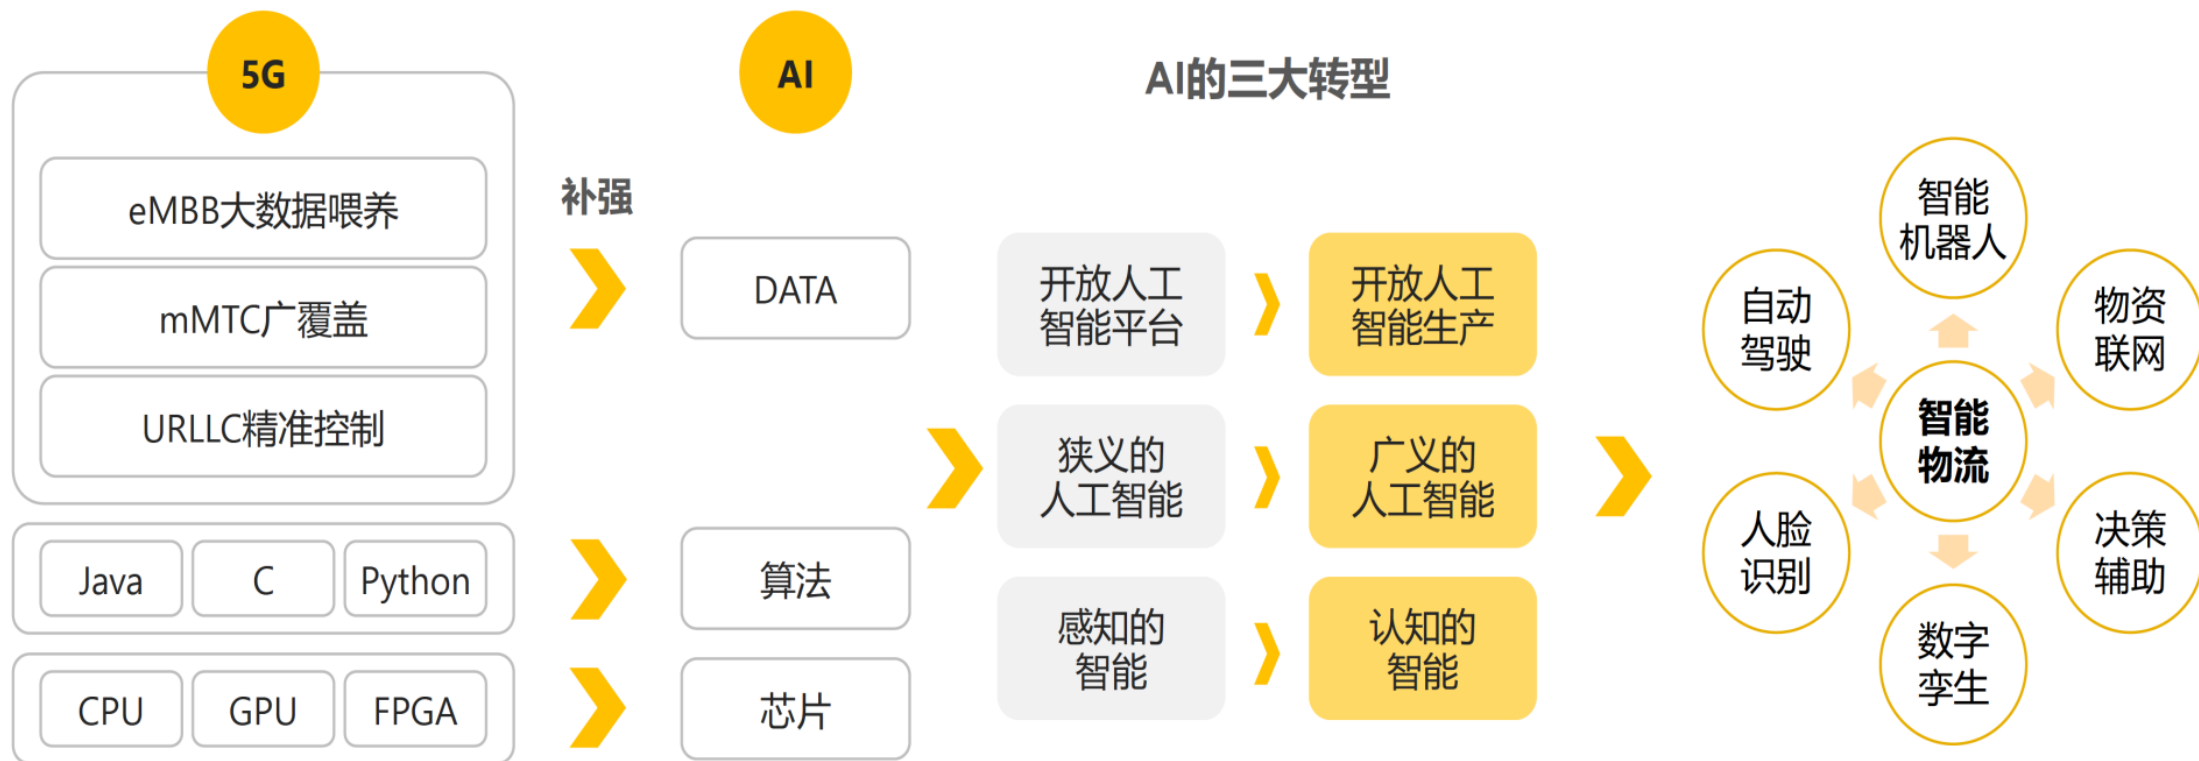 5G
eMBB大数据喂养
mMTC广覆盖
URLLC精准控制
Java
C
Python
CPU
GPU
FPGA
补强
AI
DATA
算法
芯片
AI的三大转型
开放人工
智能平台
开放人工
智能生产
狭义的
人工智能
广义的
人工智能
感知的
智能
认知的
智能
智能
物流
智能
机器人
物资
联网
决策
辅助
数字
孪生
人脸
识别
自动
驾驶